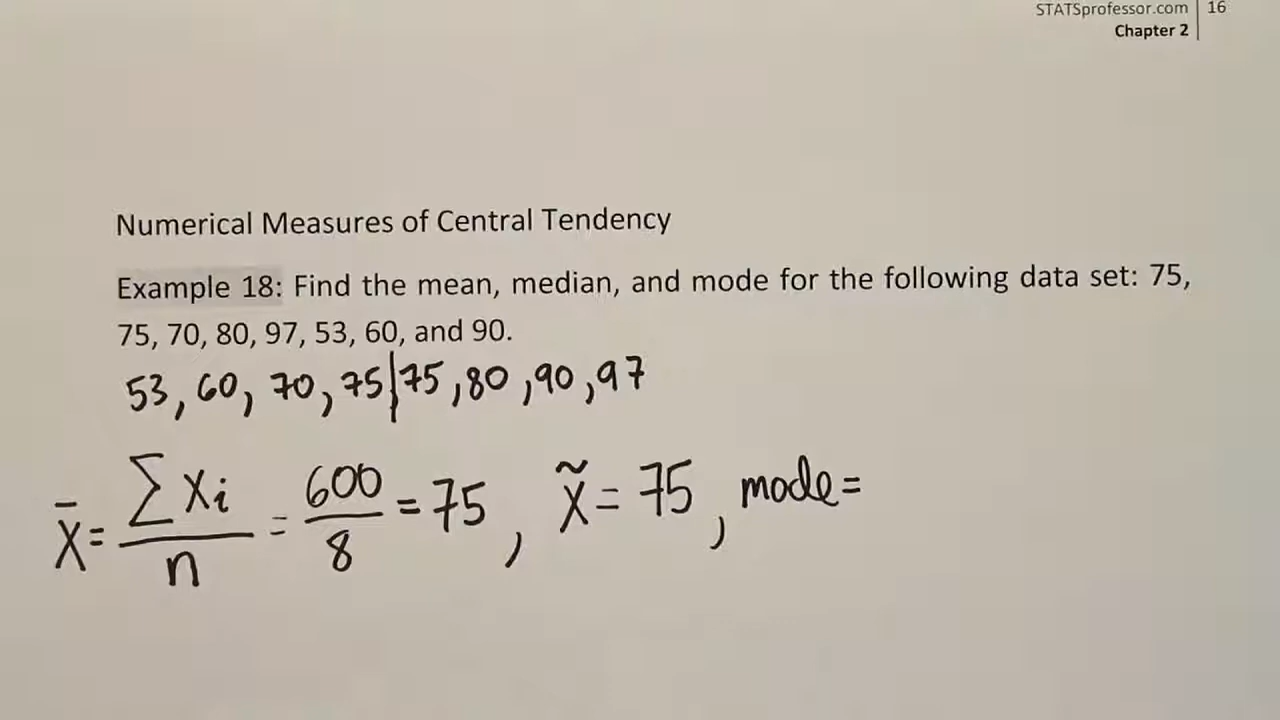 STATSprofessor.com 16
Chapter 2
Numerical Measures of Central Tendency
Example 18: Find the mean, median, and mode for the following data set: 75,
75, 70, 80, 97, 53, 60, and 90.
53, 60, 70, 75|75, 80, 90, 97
x̄ = ∑xi/n = 600/8 = 75, x̃ = 75, mode=